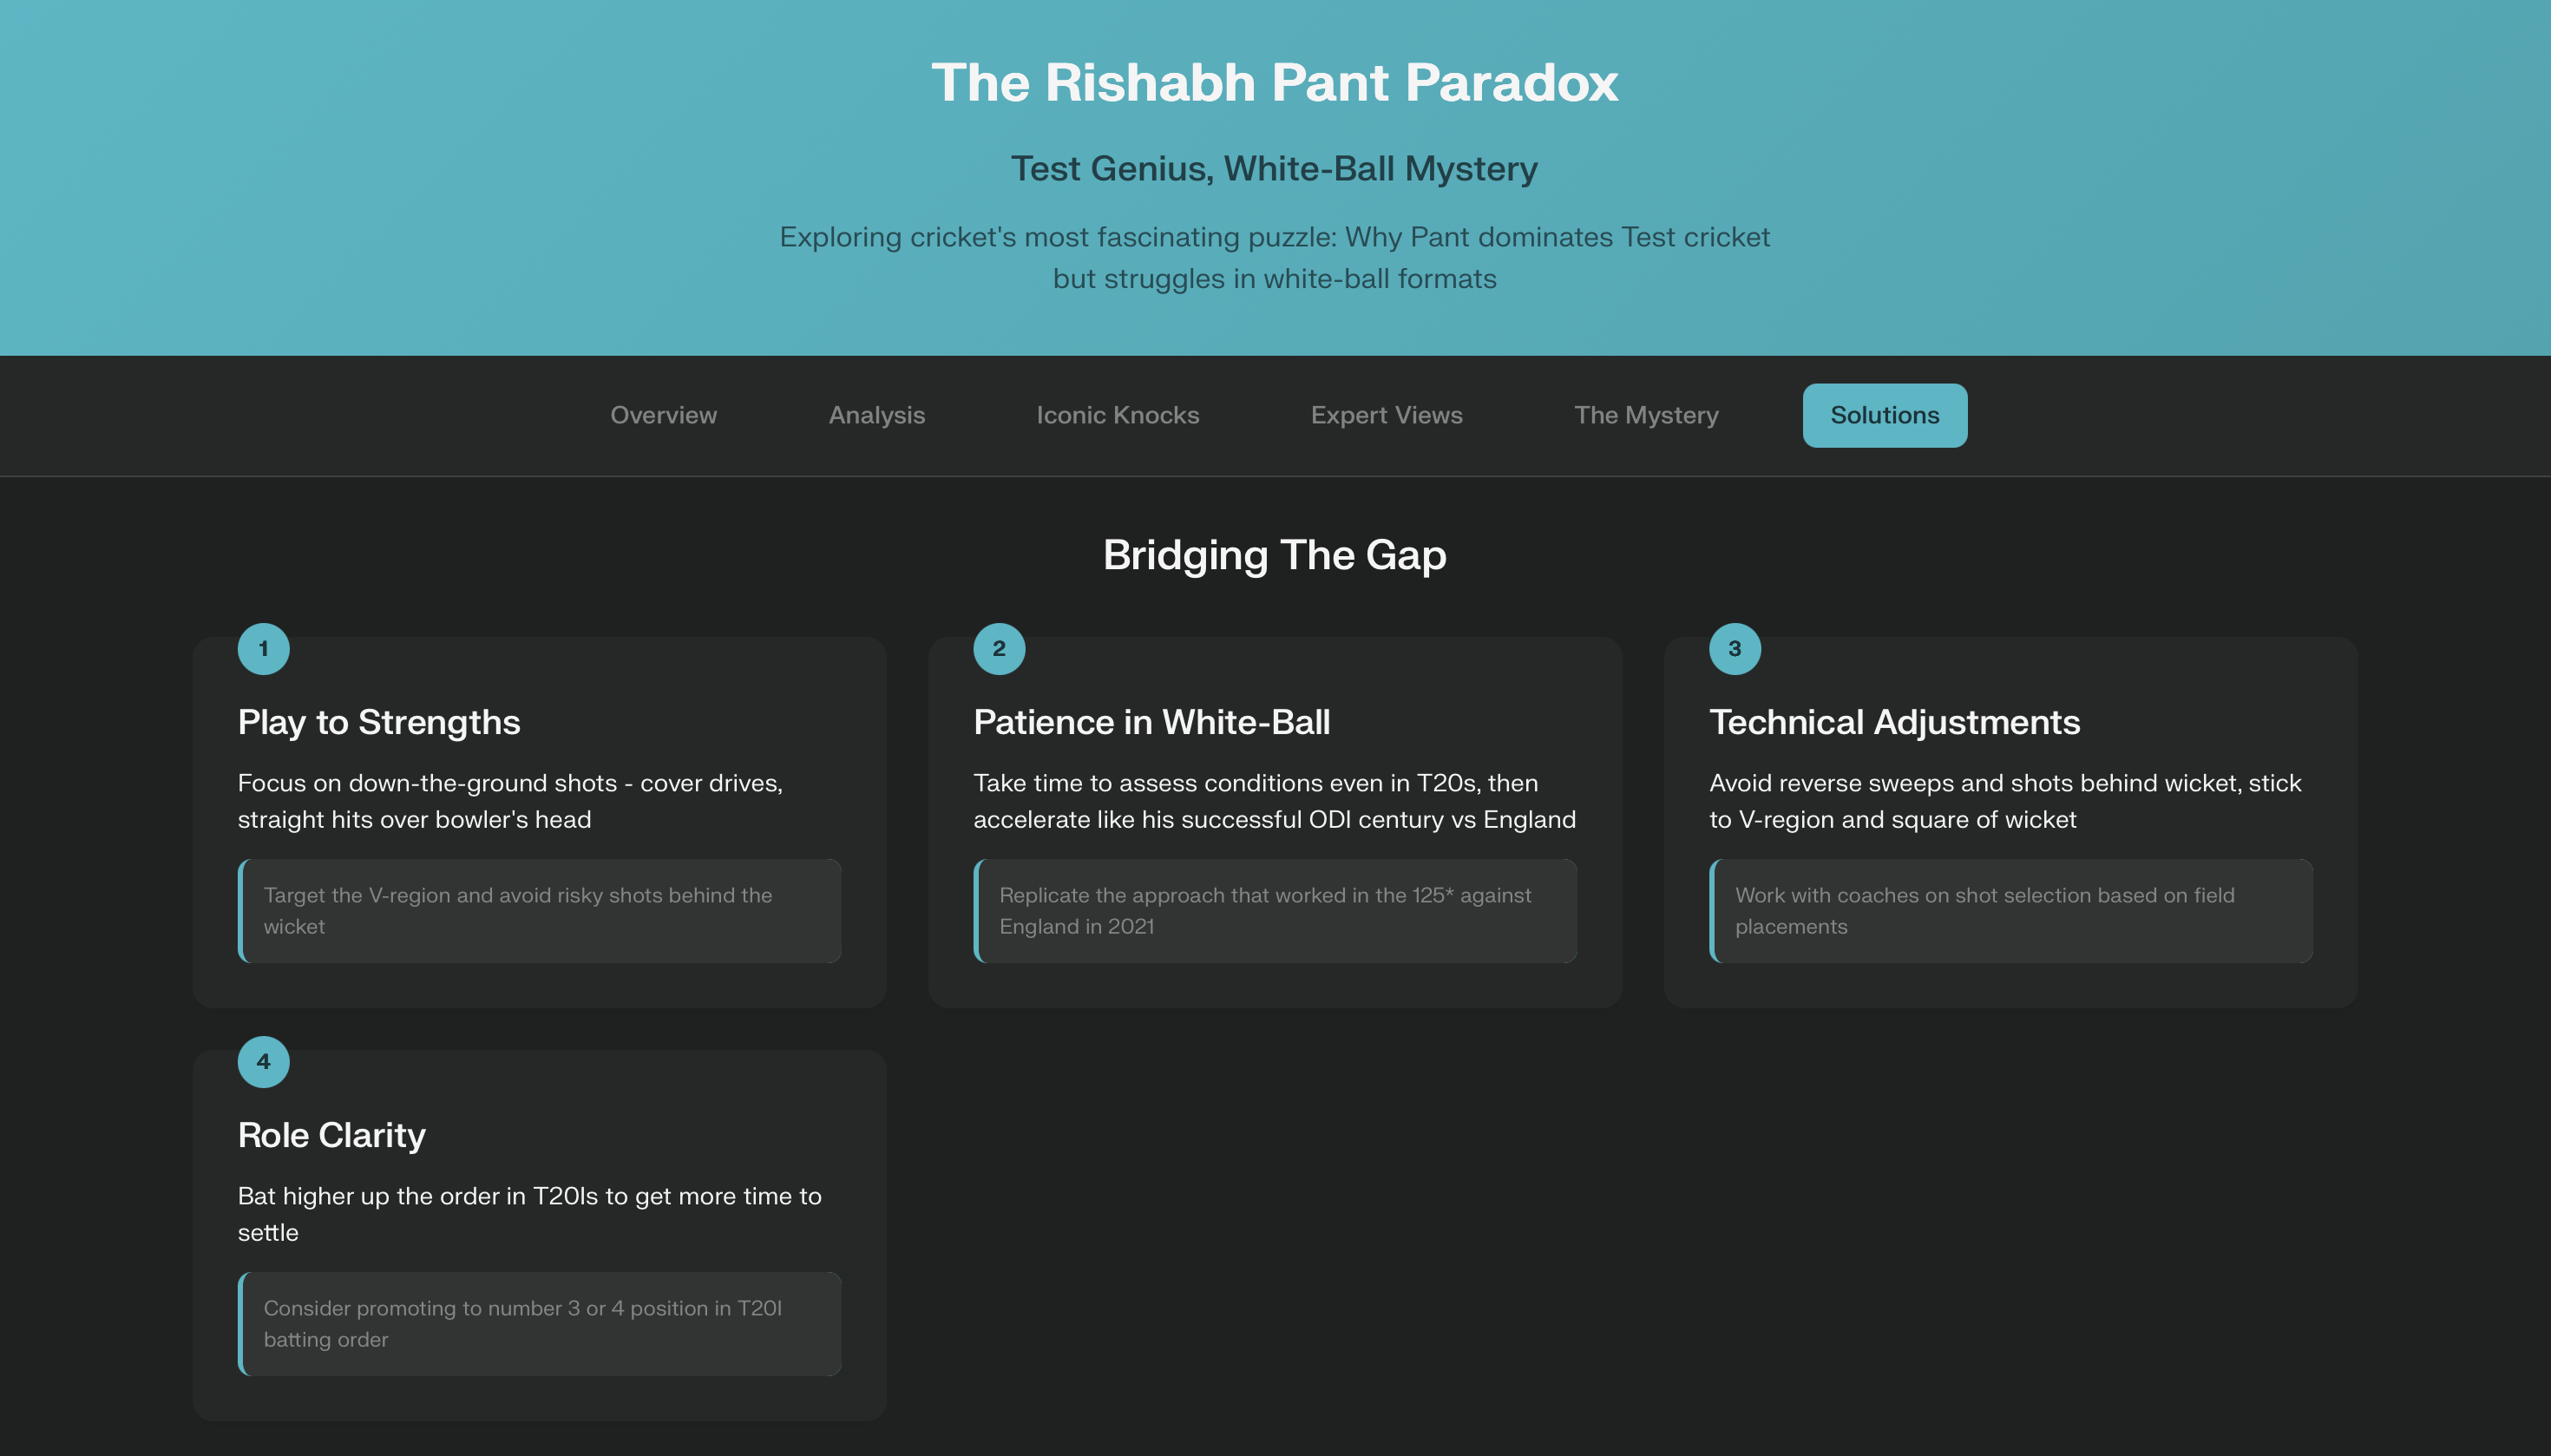 The Rishabh Pant Paradox
Test Genius, White-Ball Mystery
Exploring cricket's most fascinating puzzle: Why Pant dominates Test cricket
but struggles in white-ball formats
Overview
Analysis
Iconic Knocks
Expert Views
The Mystery
Solutions
Bridging The Gap
1
Play to Strengths
Focus on down-the-ground shots - cover drives,
straight hits over bowler's head
Target the V-region and avoid risky shots behind the
wicket
2
Patience in White-Ball
Take time to assess conditions even in T20s, then
accelerate like his successful ODI century vs England
Replicate the approach that worked in the 125* against
England in 2021
3
Technical Adjustments
Avoid reverse sweeps and shots behind wicket, stick
to V-region and square of wicket
Work with coaches on shot selection based on field
placements
4
Role Clarity
Bat higher up the order in T20Is to get more time to
settle
Consider promoting to number 3 or 4 position in T20I
batting order